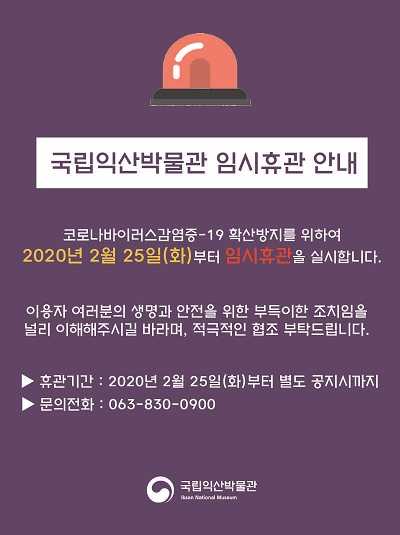 국립익산박물관 임시휴관 안내
코로나바이러스감염증-19 확산방지를 위하여
2020년 2월 25일(화)부터 임시휴관을 실시합니다.
이용자 여러분의 생명과 안전을 위한 부득이한 조치임을
널리 이해해주시길 바라며, 적극적인 협조 부탁드립니다.
▶ 휴관기간 : 2020년 2월 25일(화)부터 별도 공지시까지
▶ 문의전화 : 063-830-0900
국립익산박물관
Iksan National Museum